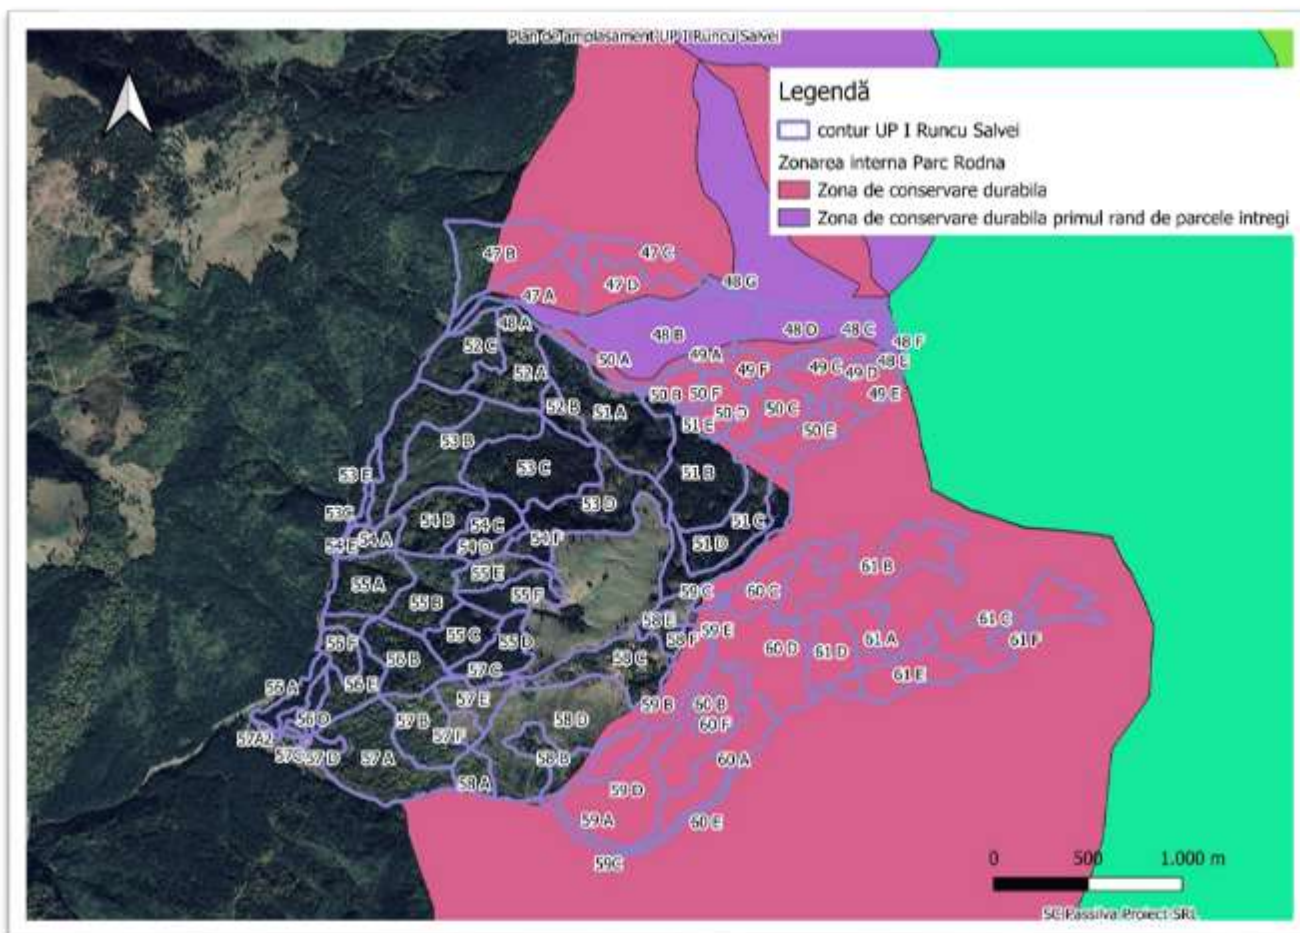 Plan de amplasament UP I Runcu Salvei
Legendă
contur UP I Runcu Salvei
Zonarea interna Parc Rodna
Zona de conservare durabila
Zona de conservare durabila primul rand de parcele intregi
47 B
47 C
47 D
48 G
47 A
48 A
48 B
48 D
48 C
48 F
52 C
50 A
49 A
48 E
52 A
49 F
49 C
49 D
50 B
50 F
49 E
52 B
51 A
50 D
50 C
51 E
50 E
53 B
53 E
53 C
51 B
53 D
54 B
54 C
51 C
54 E
54 A
54 D
54 F
51 D
55 E
61 B
55 A
55 B
55 F
59 C
60 C
58 E
61 C
56 F
55 C
55 D
58 F
59 E
61 A
61 F
56 B
58 C
60 D
61 D
57 C
56 A
56 E
61 E
57 E
59 B
60 B
56 D
57 B
58 D
60 F
57A2
57 F
57 D
57 A
58 B
60 A
58 A
59 D
59 A
60 E
59C
0 500 1.000 m
SC Passilva Proiect SRL